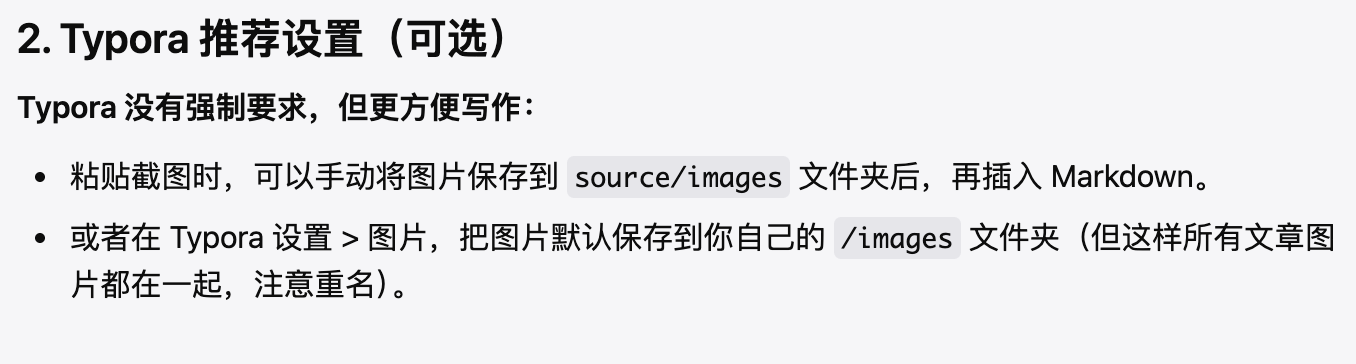 2. Typora 推荐设置（可选）
Typora 没有强制要求，但更方便写作：
• 粘贴截图时，可以手动将图片保存到 source/images 文件夹后，再插入 Markdown。
• 或者在 Typora 设置 > 图片，把图片默认保存到你自己的 /images 文件夹（但这样所有文章图
片都在一起，注意重名）。